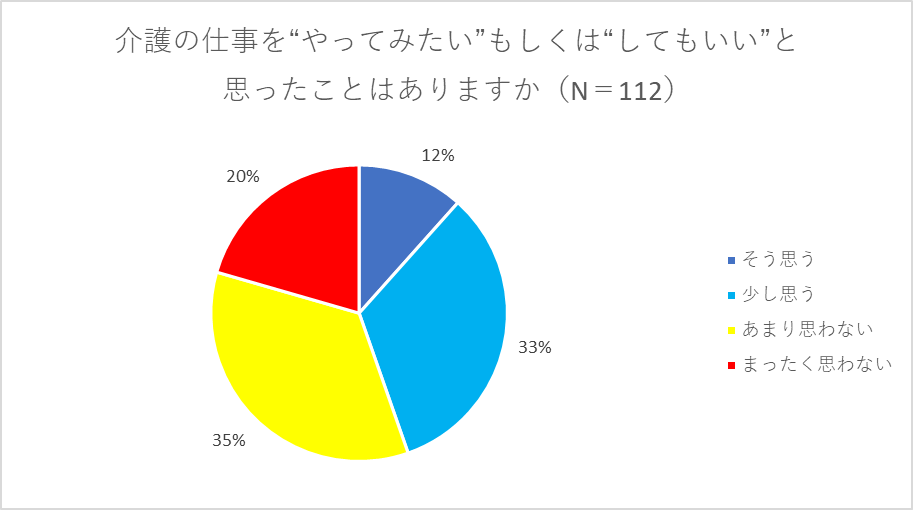 介護の仕事を“やってみたい”もしくは“してもいい”と
思ったことはありますか（N＝112）
12%
20%
33%
35%
そう思う
少し思う
あまり思わない
まったく思わない